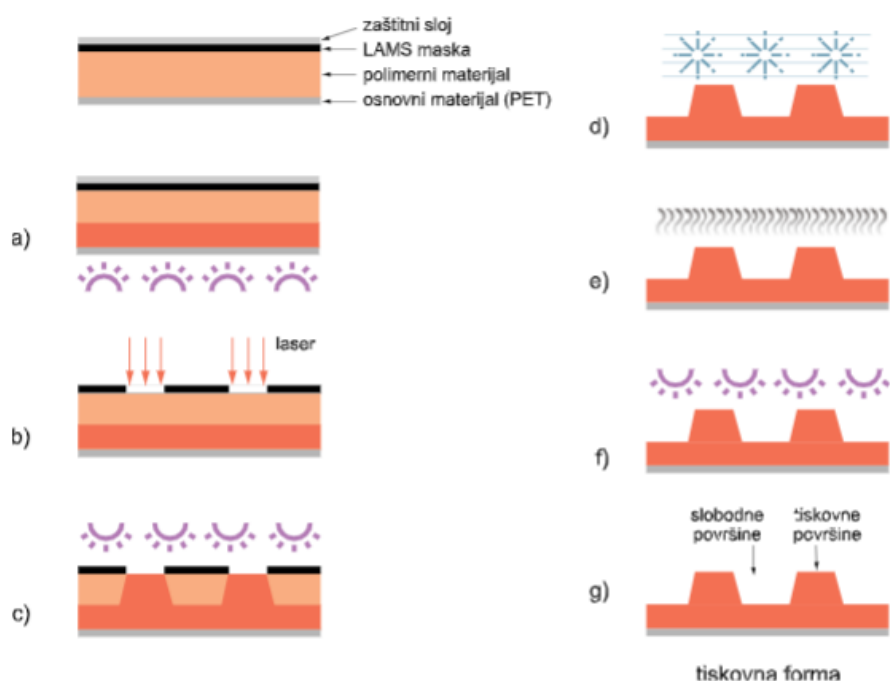 zaštitni sloj
LAMS maska
polimerni materijal
osnovni materijal (PET)
a)
laser
b)
c)
d)
e)
f)
slobodne
površine
tiskovne
površine
g)
tiskovna forma